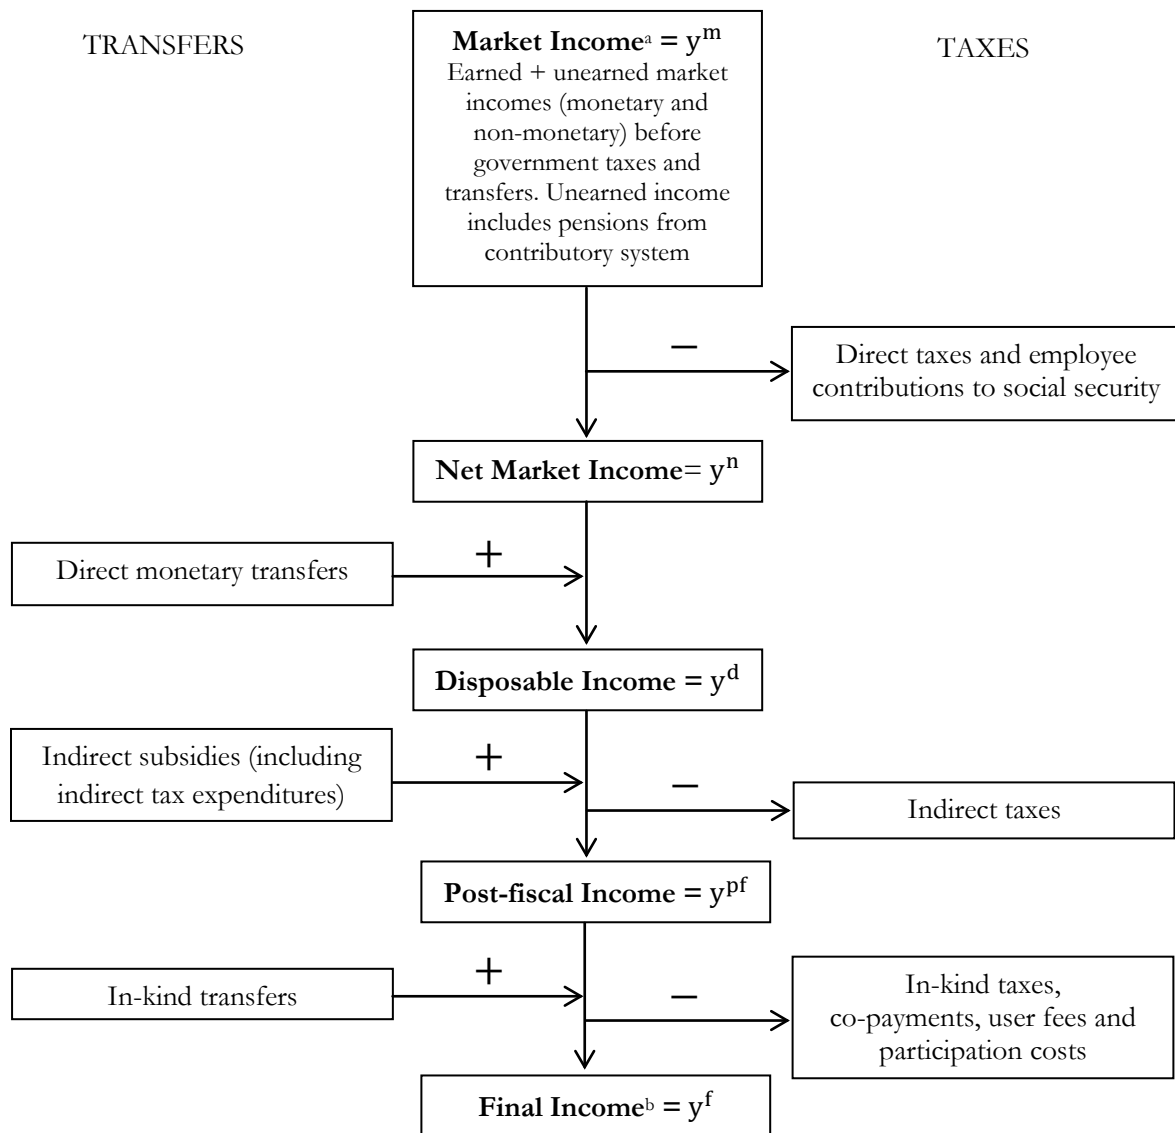 TRANSFERS
Market Incomeᵃ = yᵐ
TAXES
Earned + unearned market
incomes (monetary and
non-monetary) before
government taxes and
transfers. Unearned income
includes pensions from
contributory system
−
Direct taxes and employee
contributions to social security
Net Market Income= yⁿ
+
Direct monetary transfers
Disposable Income = yᵈ
+
Indirect subsidies (including
indirect tax expenditures)
−
Indirect taxes
Post-fiscal Income = yᵖᶠ
+
In-kind transfers
−
In-kind taxes,
co-payments, user fees and
participation costs
Final Incomeᵇ = yᶠ